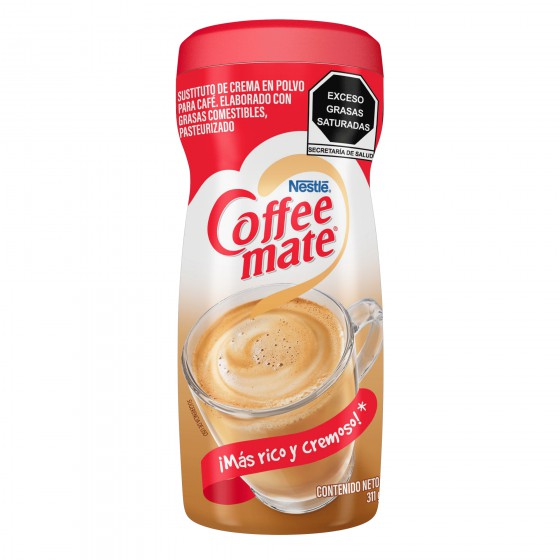 SUSTITUTO DE CREMA EN POLVO
PARA CAFÉ. ELABORADO CON
GRASAS COMESTIBLES,
PASTEURIZADO
EXCESO
GRASAS
SATURADAS
SECRETARÍA DE SALUD
Nestlé®
Coffee
mate®
¡Más rico y cremoso!*
CONTENIDO NETO
311 g